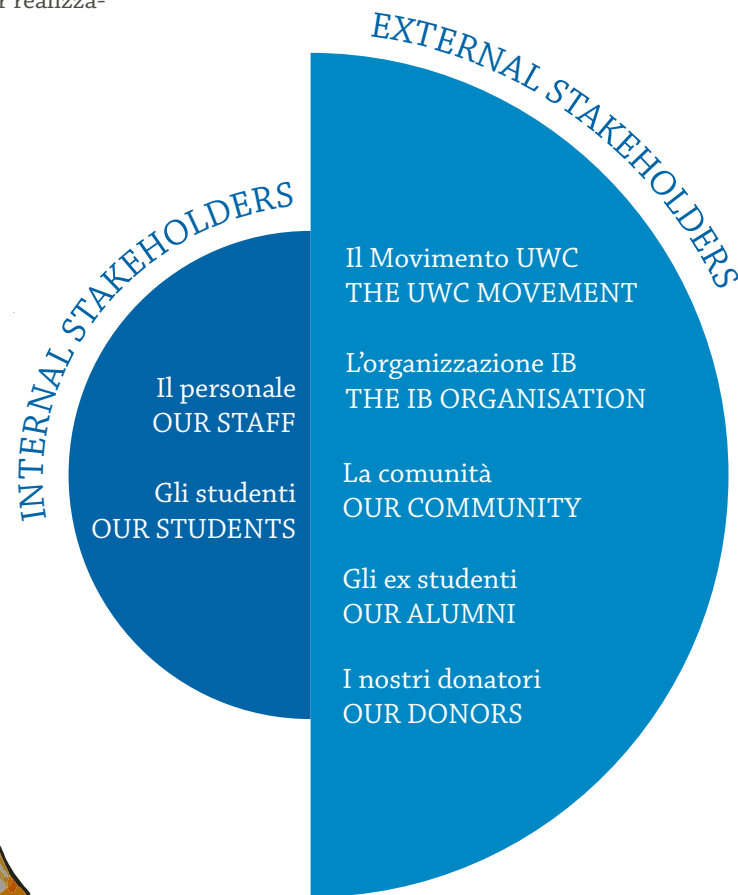 r realizza-
EXTERNAL STAKEHOLDERS
INTERNAL STAKEHOLDERS
Il personale
OUR STAFF
Gli studenti
OUR STUDENTS
Il Movimento UWC
THE UWC MOVEMENT
L'organizzazione IB
THE IB ORGANISATION
La comunità
OUR COMMUNITY
Gli ex studenti
OUR ALUMNI
I nostri donatori
OUR DONORS